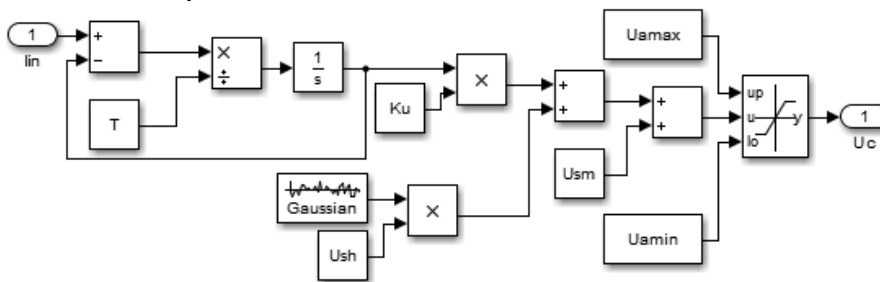 1
Iin
+
−
T
×
÷
1
s
Ku
×
Gaussian
Ush
×
+
+
Usm
+
+
Uamax
Uamin
up
u
lo
y
1
Uc